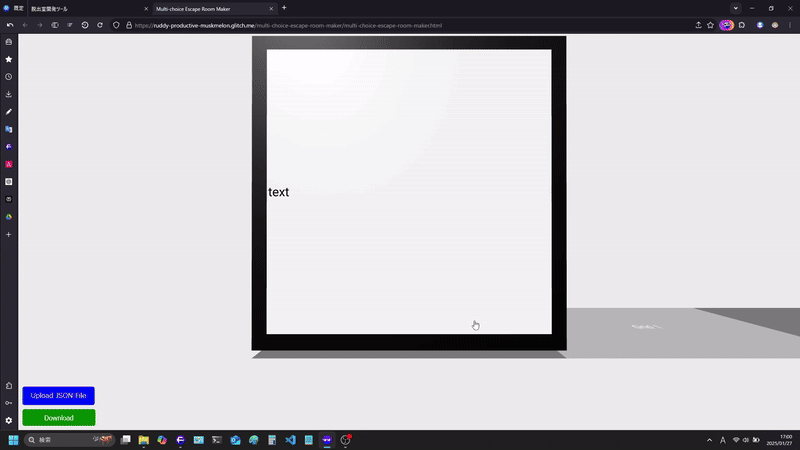 既定
脱出室開発ツール
Multi-choice Escape Room Maker
https://ruddy-productive-muskmelon.glitch.me/multi-choice-escape-room-maker/multi-choice-escape-room-maker.html
text
Upload JSON File
Download
検索
A
17:00
2025/01/27